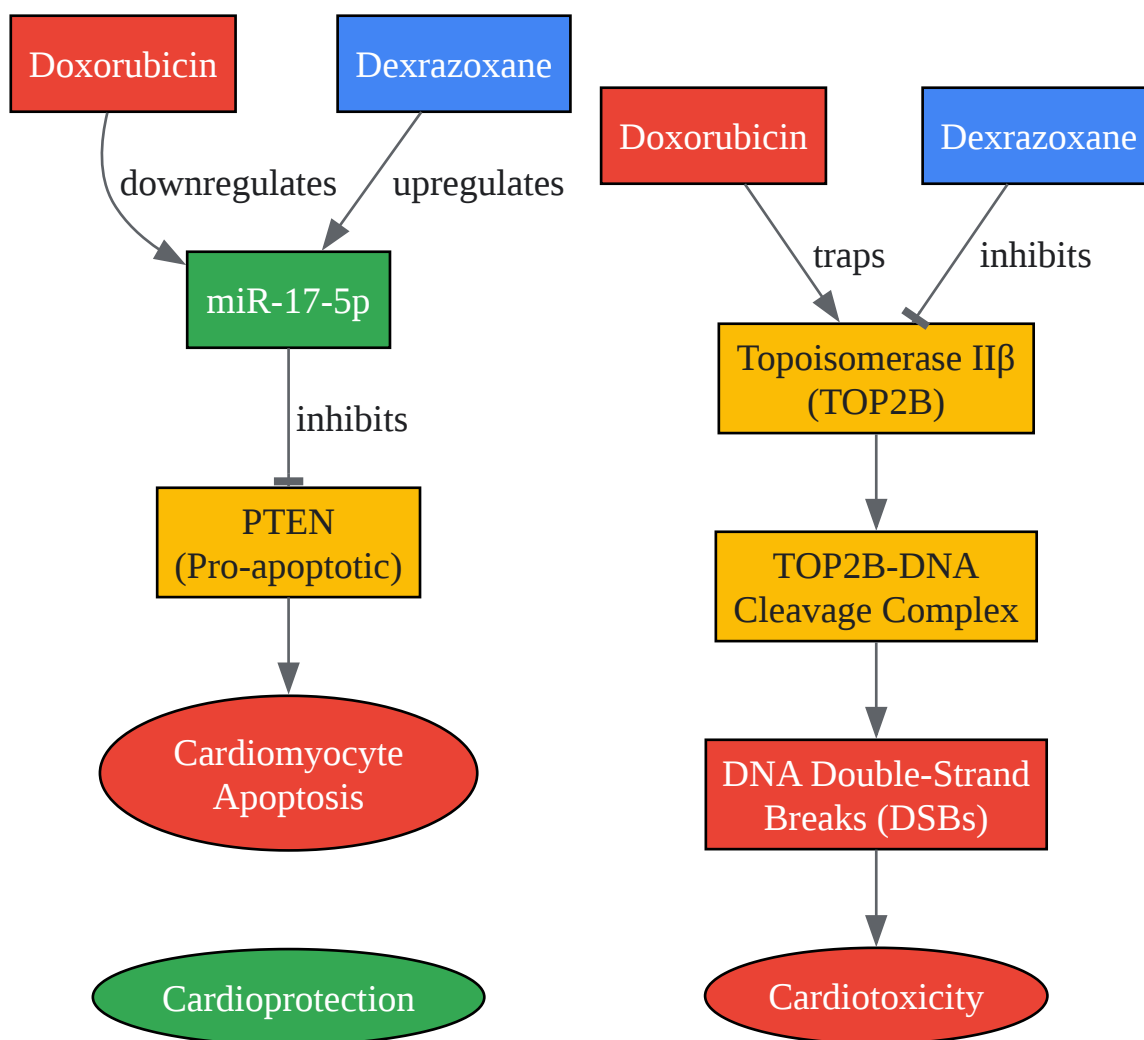 Doxorubicin
Dexrazoane
downregulates
upregulates
miR-17-5p
inhibits
PTEN
(Pro-apoptotic)
Cardiomyocyte
Apoptosis
Cardioprotection
Doxorubicin
Dexrazoxane
traps
inhibits
Topoisomerase IIβ
(TOP2B)
TOP2B-DNA
Cleavage Complex
DNA Double-Strand
Breaks (DSBs)
Cardiotoxicity